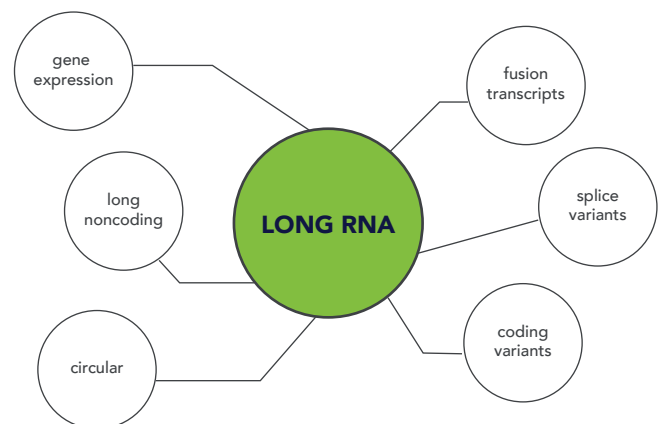 gene
expression
fusion
transcripts
long
noncoding
LONG RNA
splice
variants
circular
coding
variants